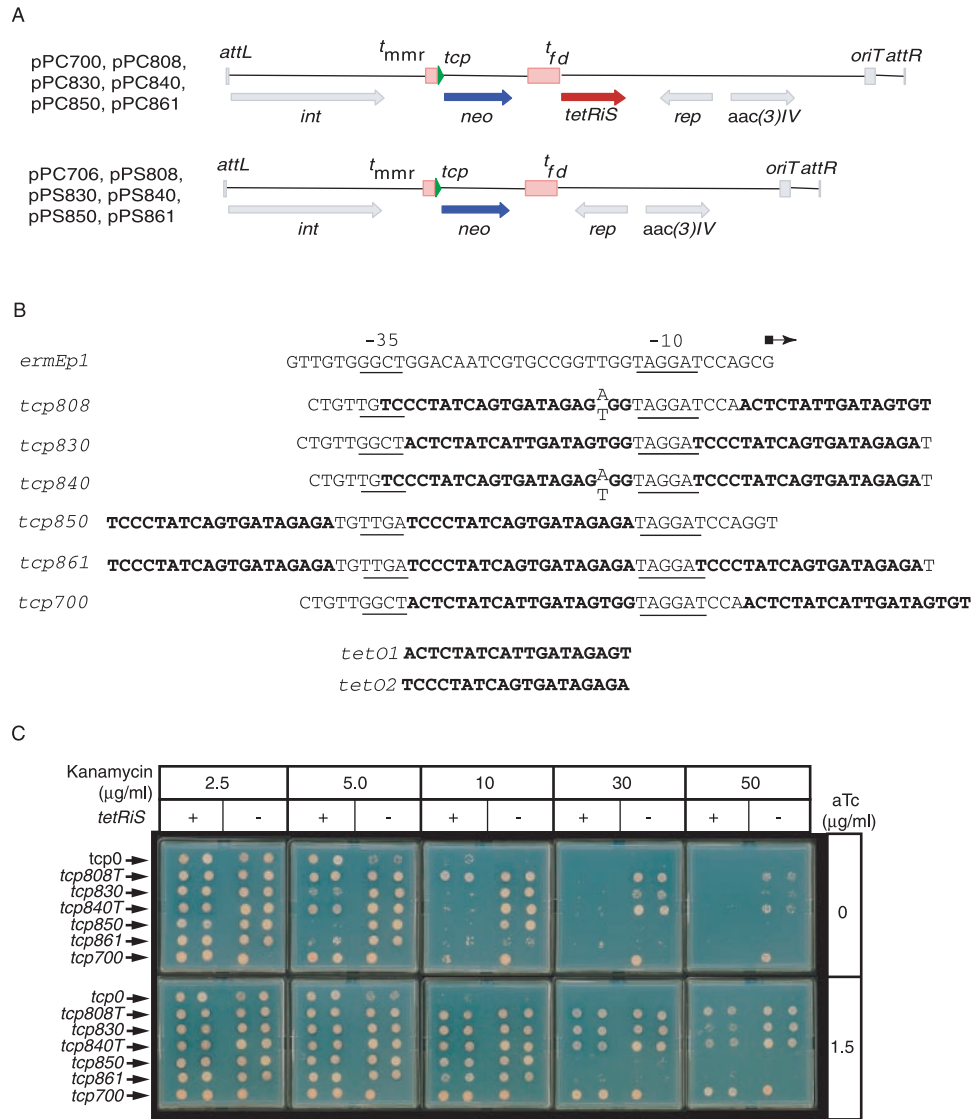 A
pPC700, pPC808,
pPC830, pPC840,
pPC850, pPC861
attL
tmmr
tcp
tfd
oriT attR
int
neo
tetRiS
rep
aac(3)IV
pPC706, pPS808,
pPS830, pPS840,
pPS850, pPS861
attL
tmmr
tcp
tfd
oriT attR
int
neo
rep
aac(3)IV
B
−35 −10
ermEp1 GTTGTGGGCTGGACAATCGTGCCGGTTGGTAGGATCCAGCG
tcp808 CTGTTGTCCCTATCAGTGATAGAGATGGTAGGATCCAACTCTATTGATAGTGT
tcp830 CTGTTGGCTACTCTATCATTGATAGTGGTAGGATCCCTATCAGTGATAGAGAT
tcp840 CTGTTGTCCCTATCAGTGATAGAGATGGTAGGATCCCTATCAGTGATAGAGAT
tcp850 TCCCTATCAGTGATAGAGATGTTGATCCCTATCAGTGATAGAGATAGGATCCAGGT
tcp861 TCCCTATCAGTGATAGAGATGTTGATCCCTATCAGTGATAGAGATAGGATCCCTATCAGTGATAGAGAT
tcp700 CTGTTGGCTACTCTATCATTGATAGTGGTAGGATCCAACTCTATCATTGATAGTGT
tetO1 ACTCTATCATTGATAGAGT
tetO2 TCCCTATCAGTGATAGAGA
C
Kanamycin (µg/ml) 2.5 5.0 10 30 50
tetRiS + - + - + - + - + -
aTc (µg/ml)
tcp0
tcp808T
tcp830
tcp840T
tcp850
tcp861
tcp700
0
tcp0
tcp808T
tcp830
tcp840T
tcp850
tcp861
tcp700
1.5